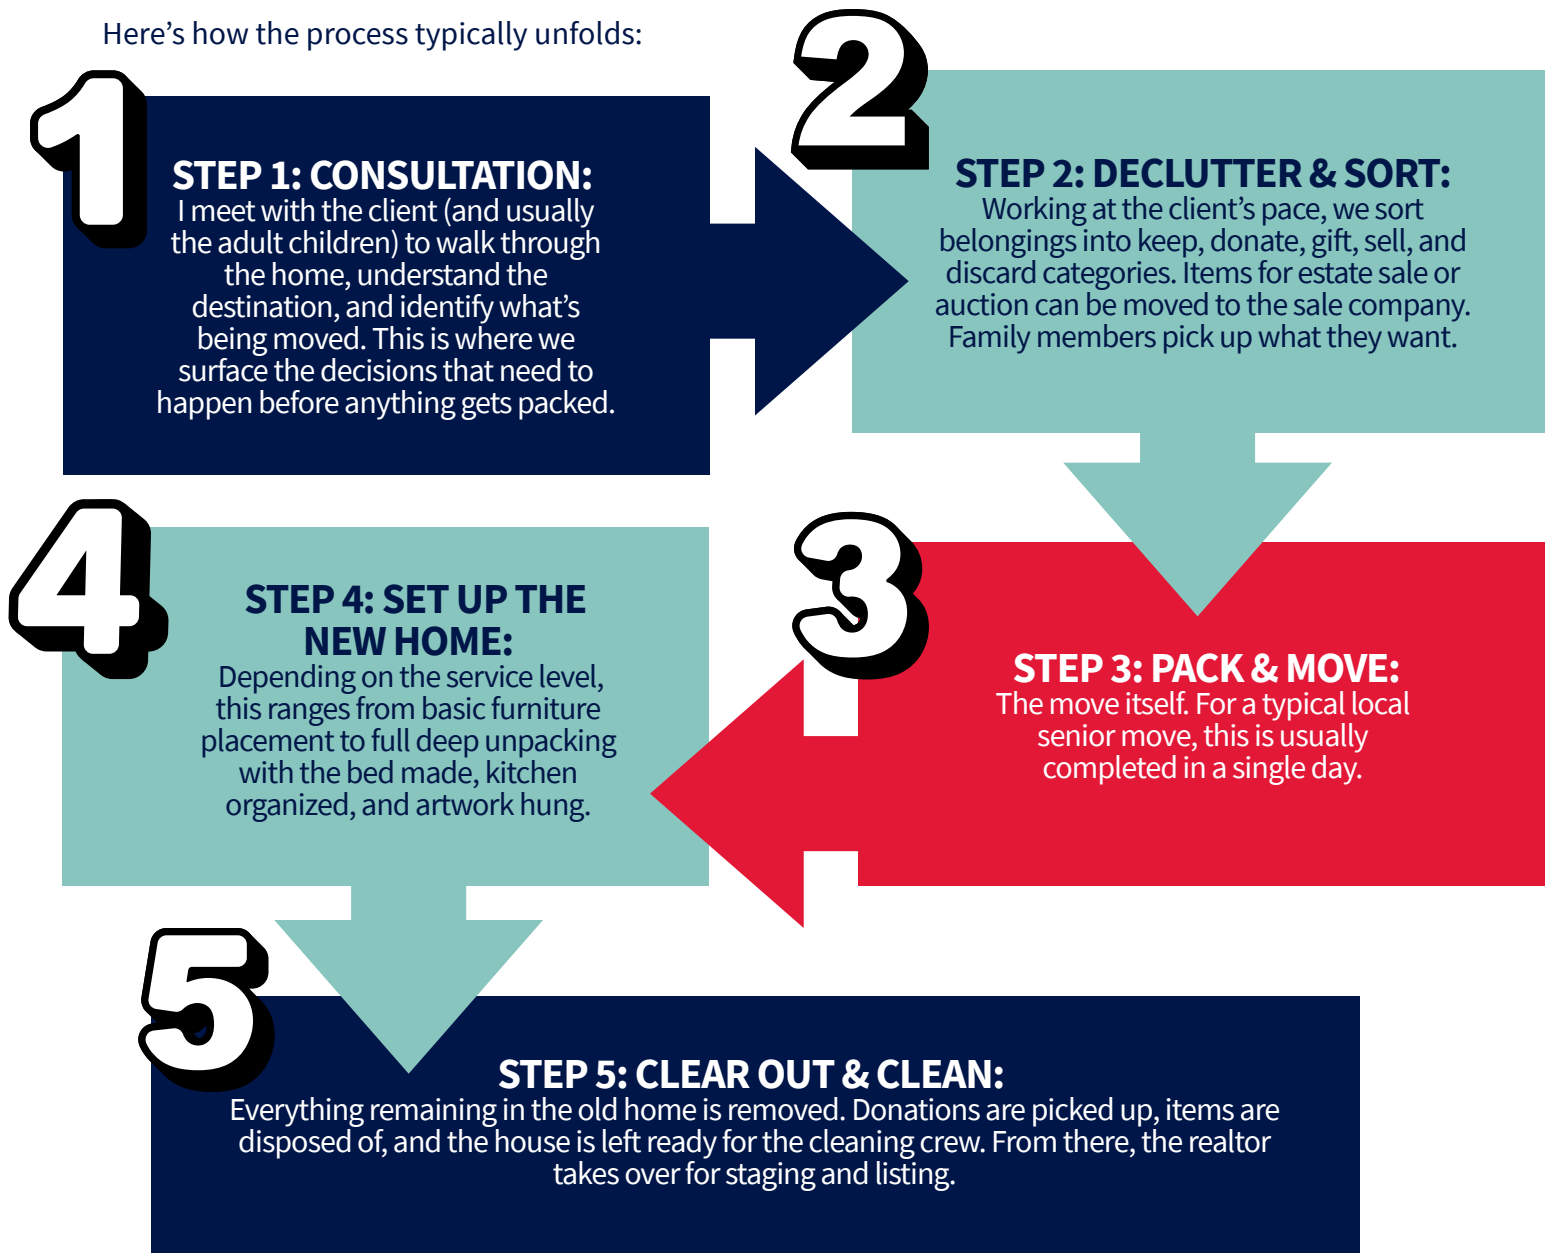 Here’s how the process typically unfolds:
1
STEP 1: CONSULTATION:
I meet with the client (and usually
the adult children) to walk through
the home, understand the
destination, and identify what’s
being moved. This is where we
surface the decisions that need to
happen before anything gets packed.
2
STEP 2: DECLUTTER & SORT:
Working at the client’s pace, we sort
belongings into keep, donate, gift, sell, and
discard categories. Items for estate sale or
auction can be moved to the sale company.
Family members pick up what they want.
3
STEP 3: PACK & MOVE:
The move itself. For a typical local
senior move, this is usually
completed in a single day.
4
STEP 4: SET UP THE
NEW HOME:
Depending on the service level,
this ranges from basic furniture
placement to full deep unpacking
with the bed made, kitchen
organized, and artwork hung.
5
STEP 5: CLEAR OUT & CLEAN:
Everything remaining in the old home is removed. Donations are picked up, items are
disposed of, and the house is left ready for the cleaning crew. From there, the realtor
takes over for staging and listing.